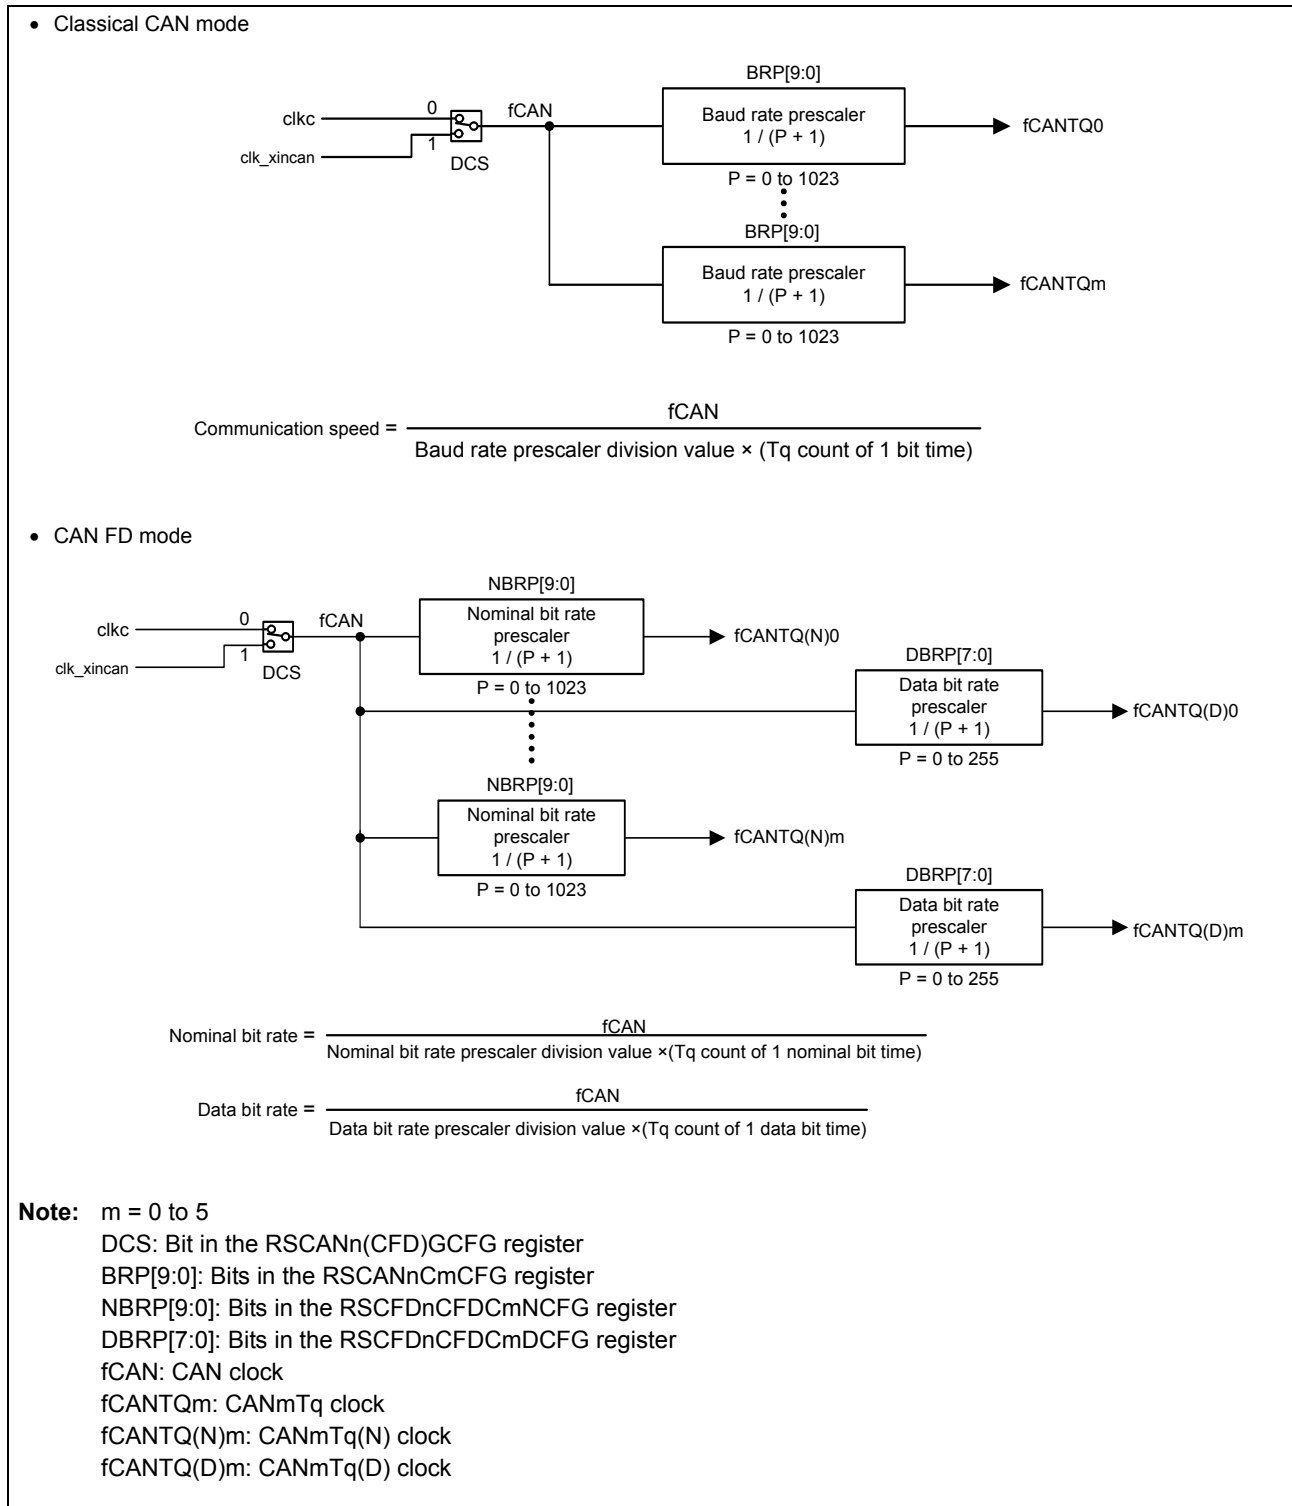 • Classical CAN mode
BRP[9:0]
clkc
0
fCAN
Baud rate prescaler
1 / (P + 1)
fCANTQ0
clk_xincan
1
DCS
P = 0 to 1023
BRP[9:0]
Baud rate prescaler
1 / (P + 1)
fCANTQm
P = 0 to 1023
Communication speed =
fCAN
Baud rate prescaler division value × (Tq count of 1 bit time)
• CAN FD mode
NBRP[9:0]
clkc
0
fCAN
Nominal bit rate
prescaler
1 / (P + 1)
fCANTQ(N)0
clk_xincan
1
DCS
P = 0 to 1023
DBRP[7:0]
Data bit rate
prescaler
1 / (P + 1)
fCANTQ(D)0
P = 0 to 255
NBRP[9:0]
Nominal bit rate
prescaler
1 / (P + 1)
fCANTQ(N)m
P = 0 to 1023
DBRP[7:0]
Data bit rate
prescaler
1 / (P + 1)
fCANTQ(D)m
P = 0 to 255
Nominal bit rate =
fCAN
Nominal bit rate prescaler division value ×(Tq count of 1 nominal bit time)
Data bit rate =
fCAN
Data bit rate prescaler division value ×(Tq count of 1 data bit time)
Note: m = 0 to 5
DCS: Bit in the RSCANn(CFD)GCFG register
BRP[9:0]: Bits in the RSCANnCmCFG register
NBRP[9:0]: Bits in the RSCFDnCFDCmNCFG register
DBRP[7:0]: Bits in the RSCFDnCFDCmDCFG register
fCAN: CAN clock
fCANTQm: CANmTq clock
fCANTQ(N)m: CANmTq(N) clock
fCANTQ(D)m: CANmTq(D) clock